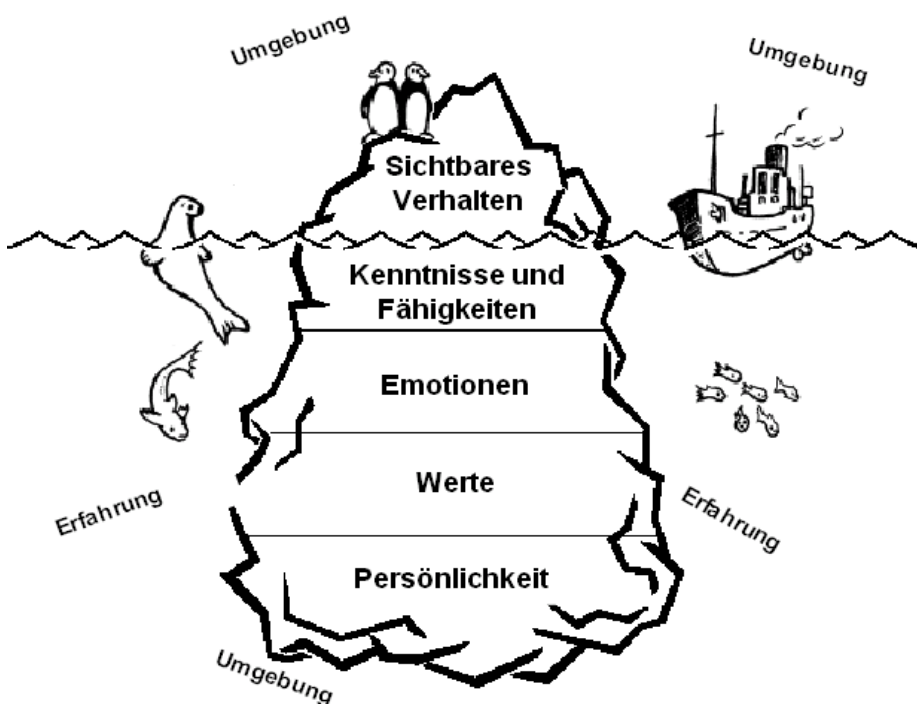 Umgebung
Umgebung
Sichtbares
Verhalten
Kenntnisse und
Fähigkeiten
Emotionen
Werte
Erfahrung
Erfahrung
Persönlichkeit
Umgebung